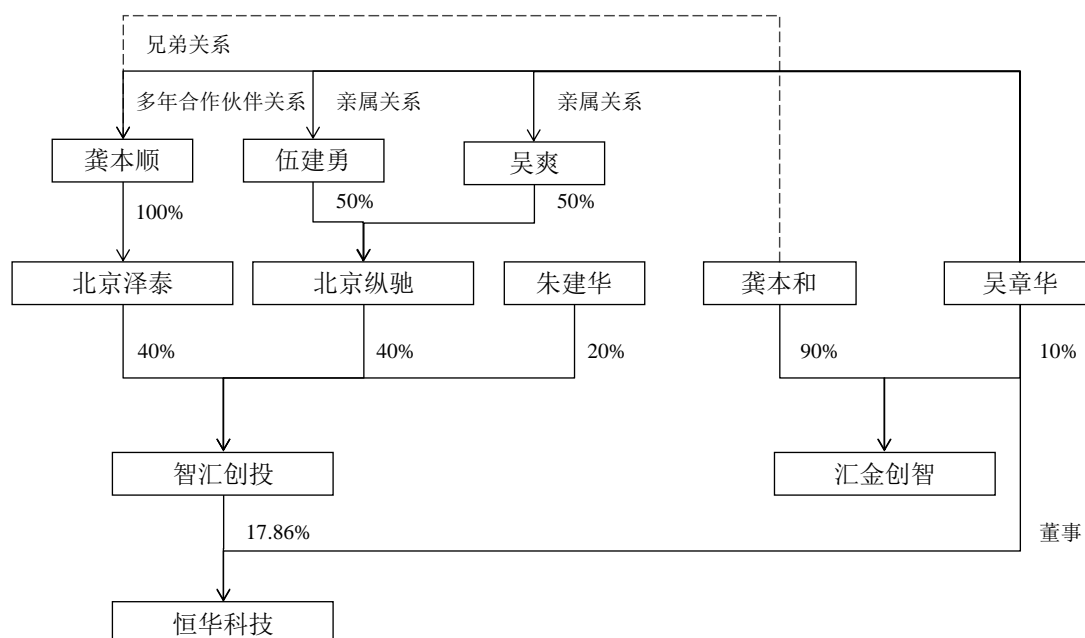 兄弟关系
多年合作伙伴关系
亲属关系
亲属关系
龚本顺
伍建勇
吴爽
100%
50%
50%
北京泽泰
北京纵驰
朱建华
龚本和
吴章华
40%
40%
20%
90%
10%
智汇创投
汇金创智
17.86%
董事
恒华科技